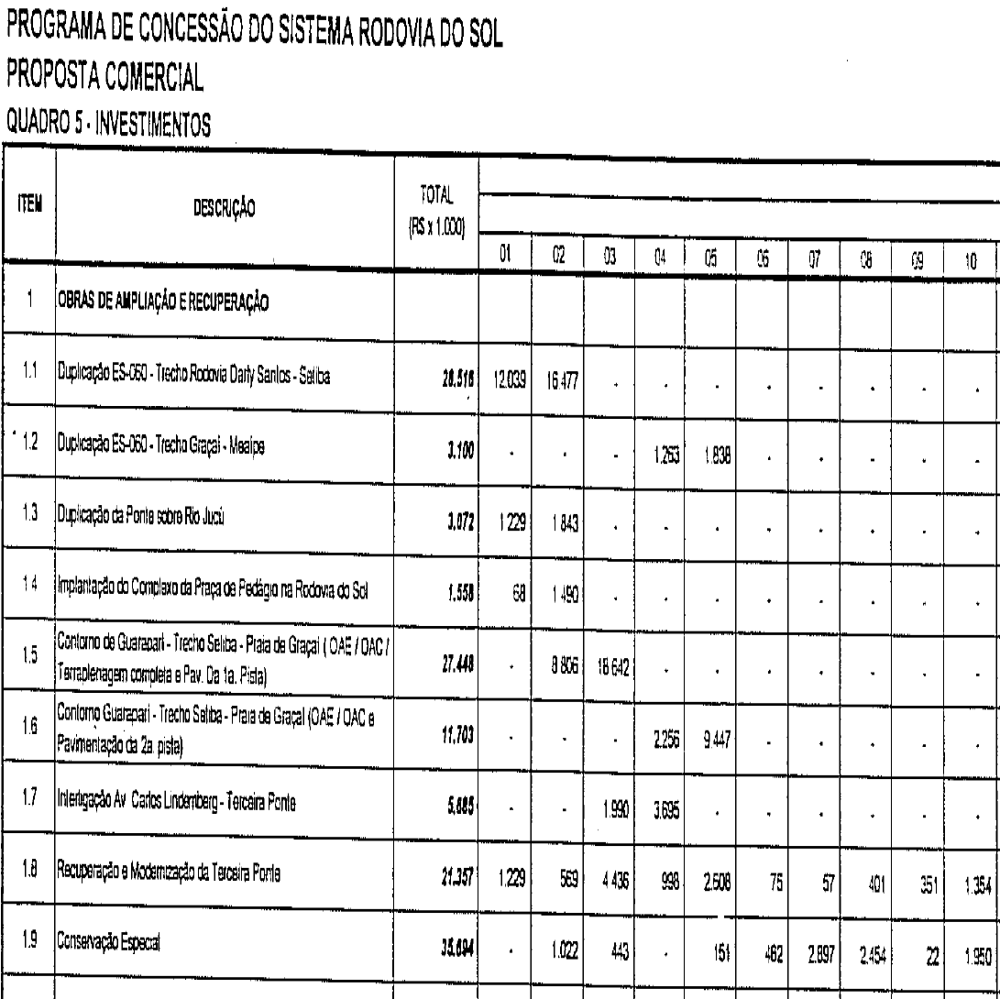 PROGRAMA DE CONCESSÃO DO SISTEMA RODOVIA DO SOL
PROPOSTA COMERCIAL
QUADRO 5 - INVESTIMENTOS
ITEM DESCRIÇÃO TOTAL (R$ x 1.000)
01 02 03 04 05 06 07 08 09 10
1 OBRAS DE AMPLIAÇÃO E RECUPERAÇÃO
1.1 Duplicação ES-060 - Trecho Rodovia Darly Santos - Setiba 28.516 12.039 16.477 - - - - - - - -
1.2 Duplicação ES-060 - Trecho Graçaí - Meaípe 3.100 - - - 1.263 1.838 - - - - -
1.3 Duplicação da Ponte sobre Rio Jucú 3.072 1 229 1 843 - - - - - - - -
1 4 Implantação do Complexo da Praça de Pedágio na Rodovia do Sol 1.558 68 1 490 - - - - - - - -
1.5 Contorno de Guarapari - Trecho Setiba - Praia de Graçaí ( OAE / OAC /
Terraplenagem completa e Pav. Da 1a. Pista) 27.448 - 8 806 18 642 - - - - - - -
1.6 Contorno Guarapari - Trecho Setiba - Praia de Graçaí (OAE / OAC e
Pavimentação da 2a. pista) 11.703 - - - 2.256 9.447 - - - - -
1.7 Interligação Av. Carlos Lindemberg - Terceira Ponte 5.685 - - 1 990 3.695 - - - - - -
1.8 Recuperação e Modernização da Terceira Ponte 21.357 1,229 569 4 436 998 2.608 75 57 401 351 1.354
1.9 Conservação Especial 35.694 - 1.022 443 - 151 462 2.897 2.454 22 1.950